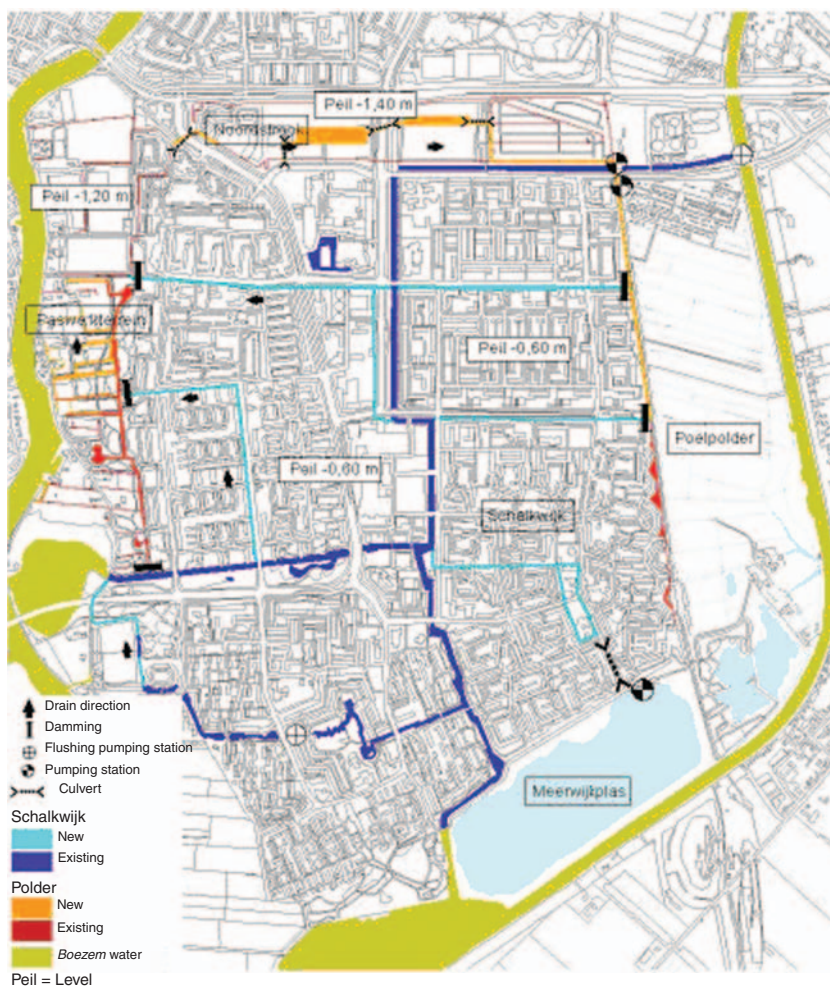 Peil -1,40 m
Noordstrook
Peil -1,20 m
Paswerkterrein
Peil -0,60 m
Poelpolder
Peil -0,60 m
Schalkwijk
Meerwijkplas
Drain direction
Damming
Flushing pumping station
Pumping station
Culvert
Schalkwijk
New
Existing
Polder
New
Existing
Boezem water
Peil = Level